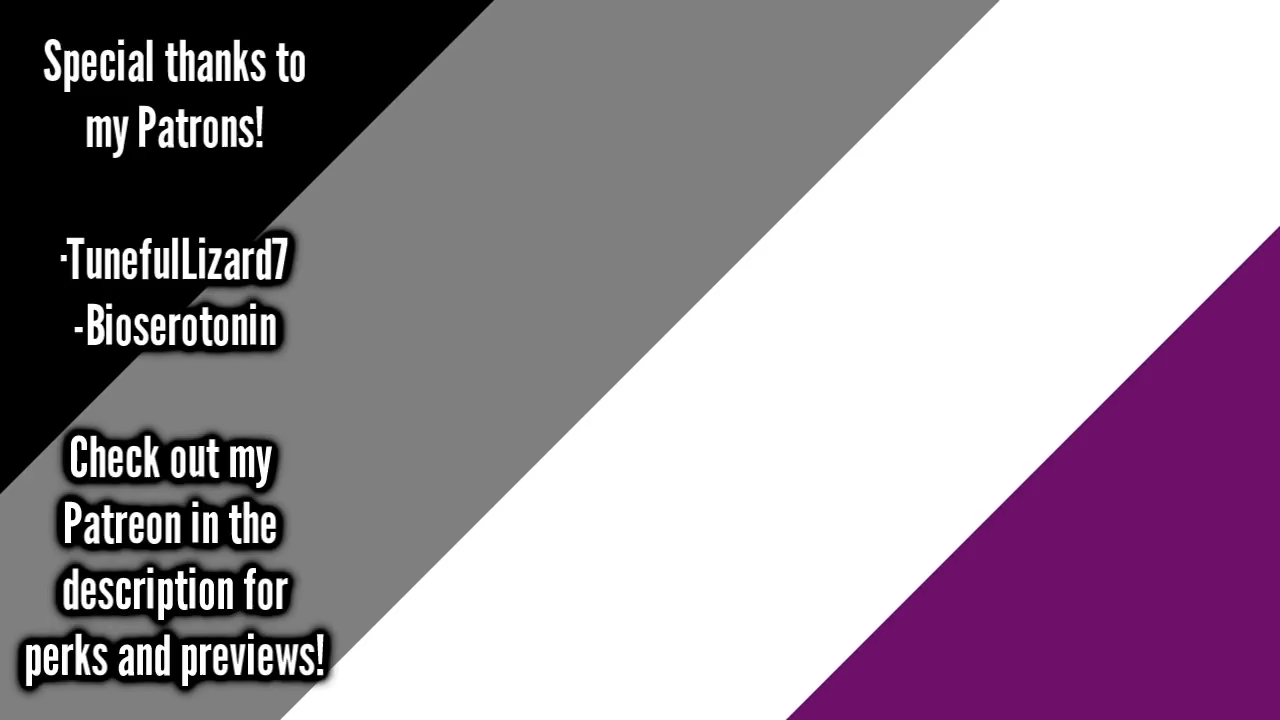 Special thanks to
my Patrons!
-TunefulLizard7
-Bioserotonin
Check out my
Patreon in the
description for
perks and previews!